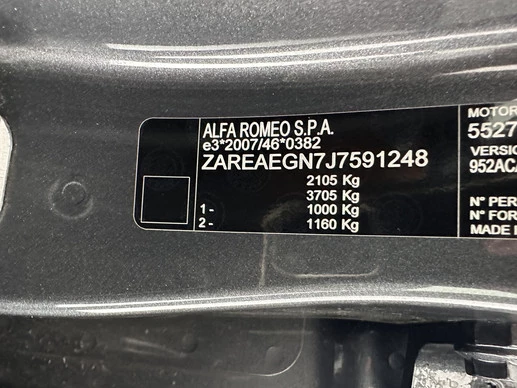 ALFA ROMEO S.P.A.
e3*2007/46*0382
ZAREAEGN7J7591248
2105 Kg
3705 Kg
1- 1000 Kg
2- 1160 Kg
MOTOR
5527
VERSIO
952ACA
N° PER
N° FOR
MADE I